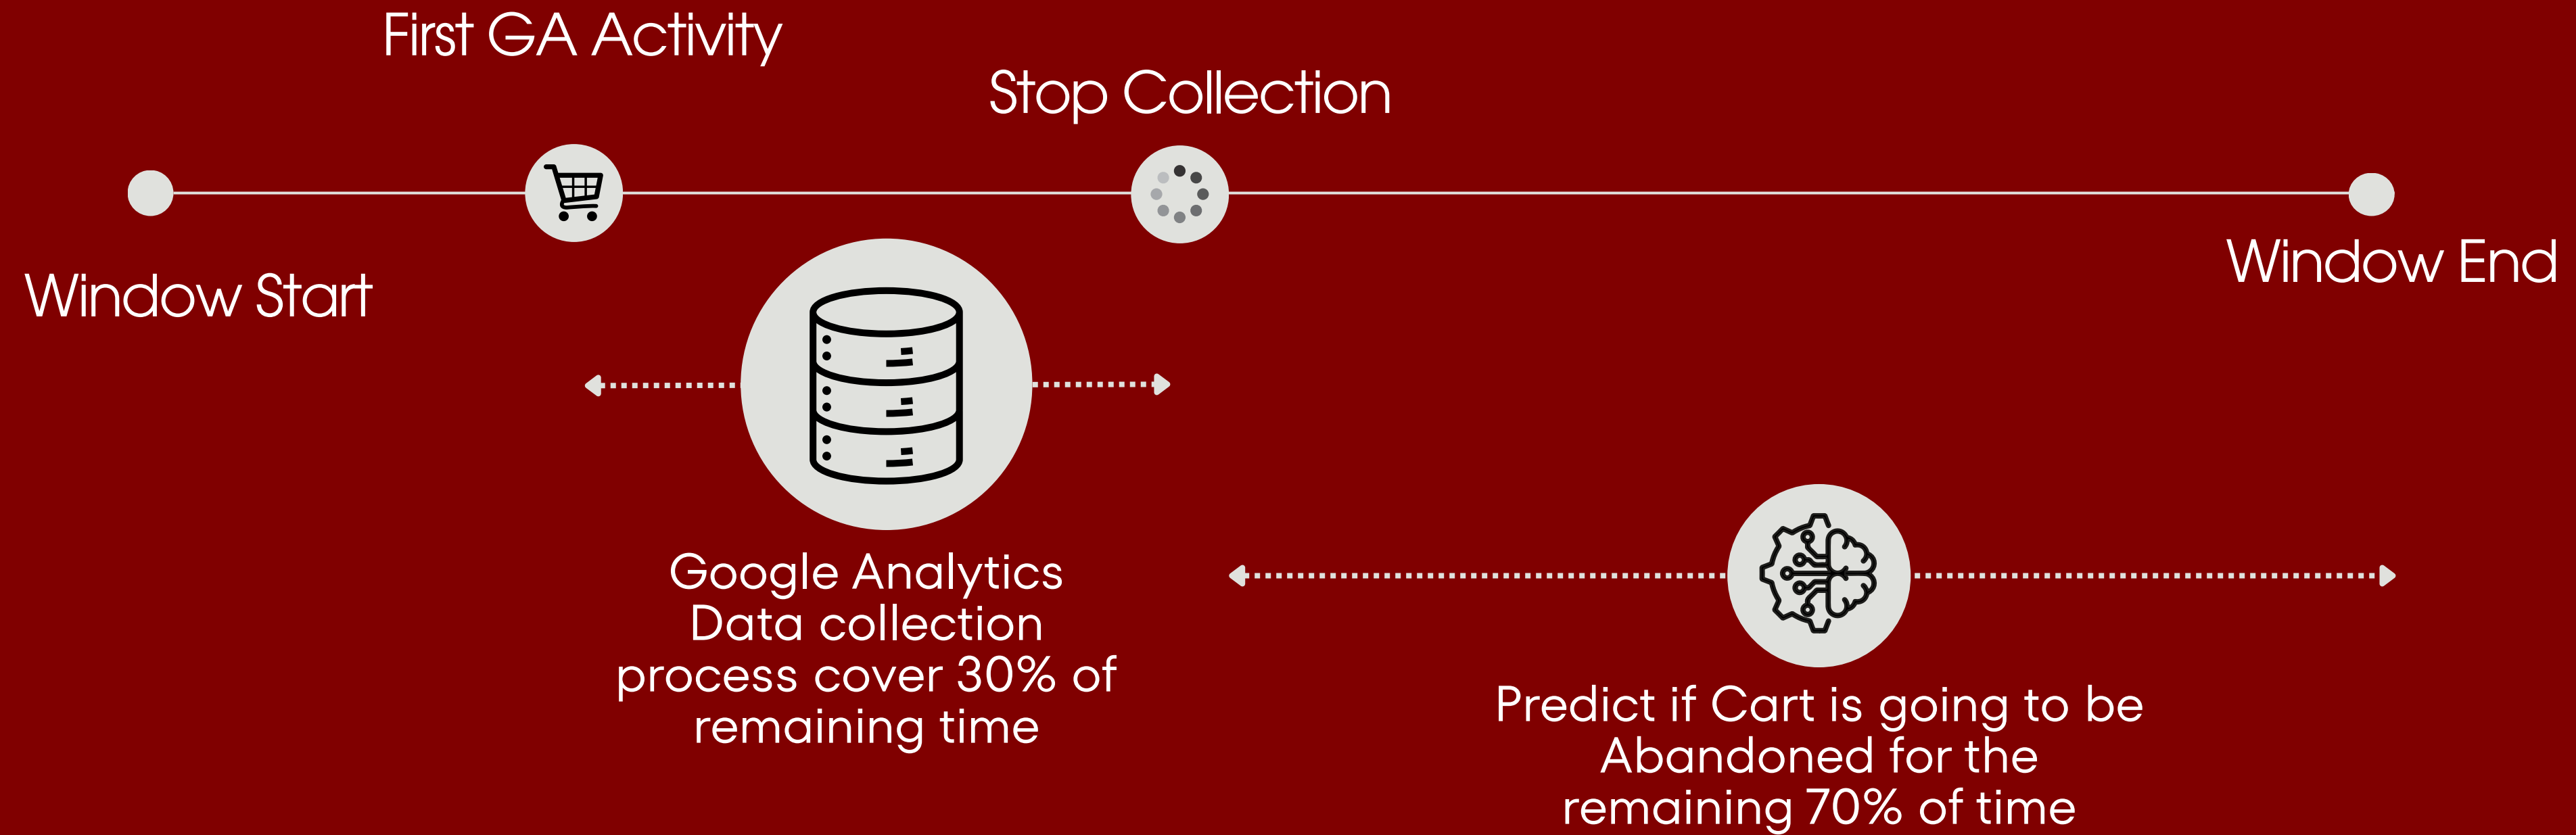 First GA Activity
Stop Collection
Window Start
Window End
Google Analytics
Data collection
process cover 30% of
remaining time
Predict if Cart is going to be
Abandoned for the
remaining 70% of time